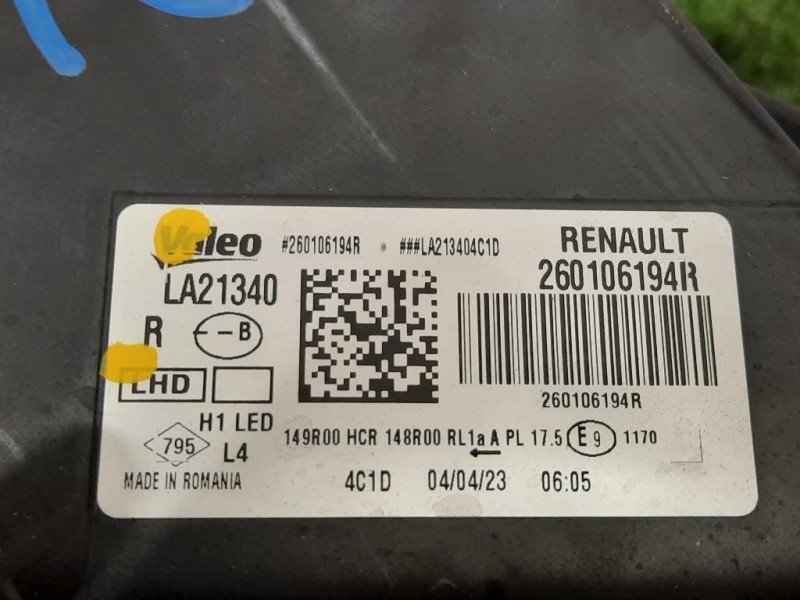 Valeo #260106194R ###LA213404C1D RENAULT
LA21340 260106194R
R B
LHD 260106194R
H1 LED 149R00 HCR 148R00 RL1a A PL 17.5 E9 1170
795 L4
MADE IN ROMANIA 4C1D 04/04/23 06:05